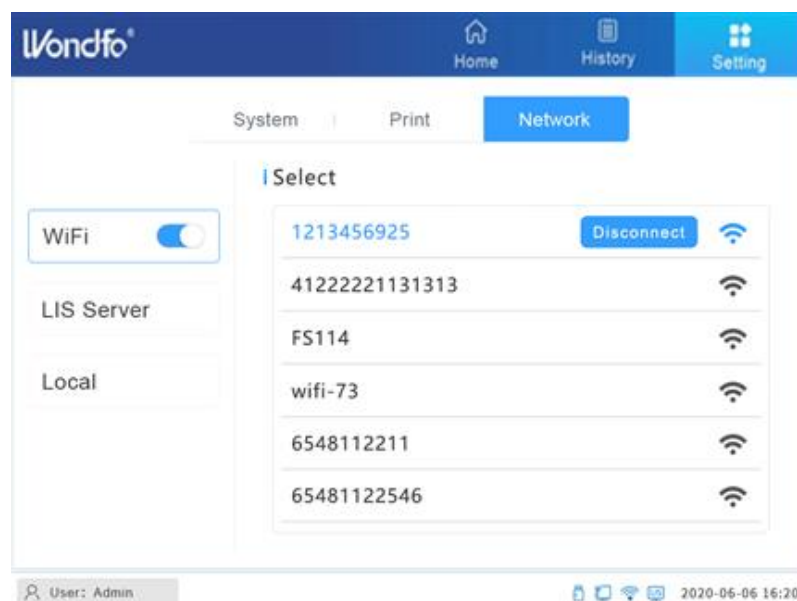 Wondfo®
Home
History
Setting
System
Print
Network
Select
WiFi
LIS Server
Local
1213456925 Disconnect
41222221131313
FS114
wifi-73
6548112211
65481122546
User: Admin
2020-06-06 16:20